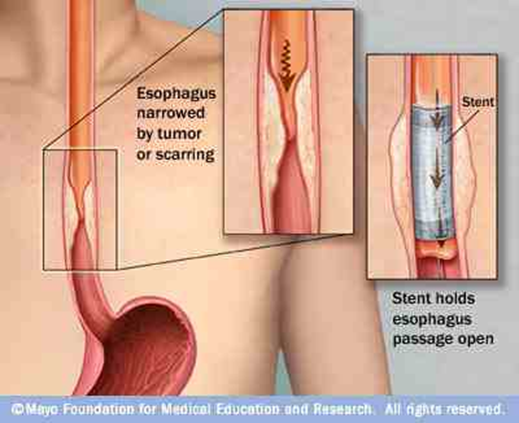 Esophagus
narrowed
by tumor
or scarring
Stent
Stent holds
esophagus
passage open
©Mayo Foundation for Medical Education and Research. All rights reserved.